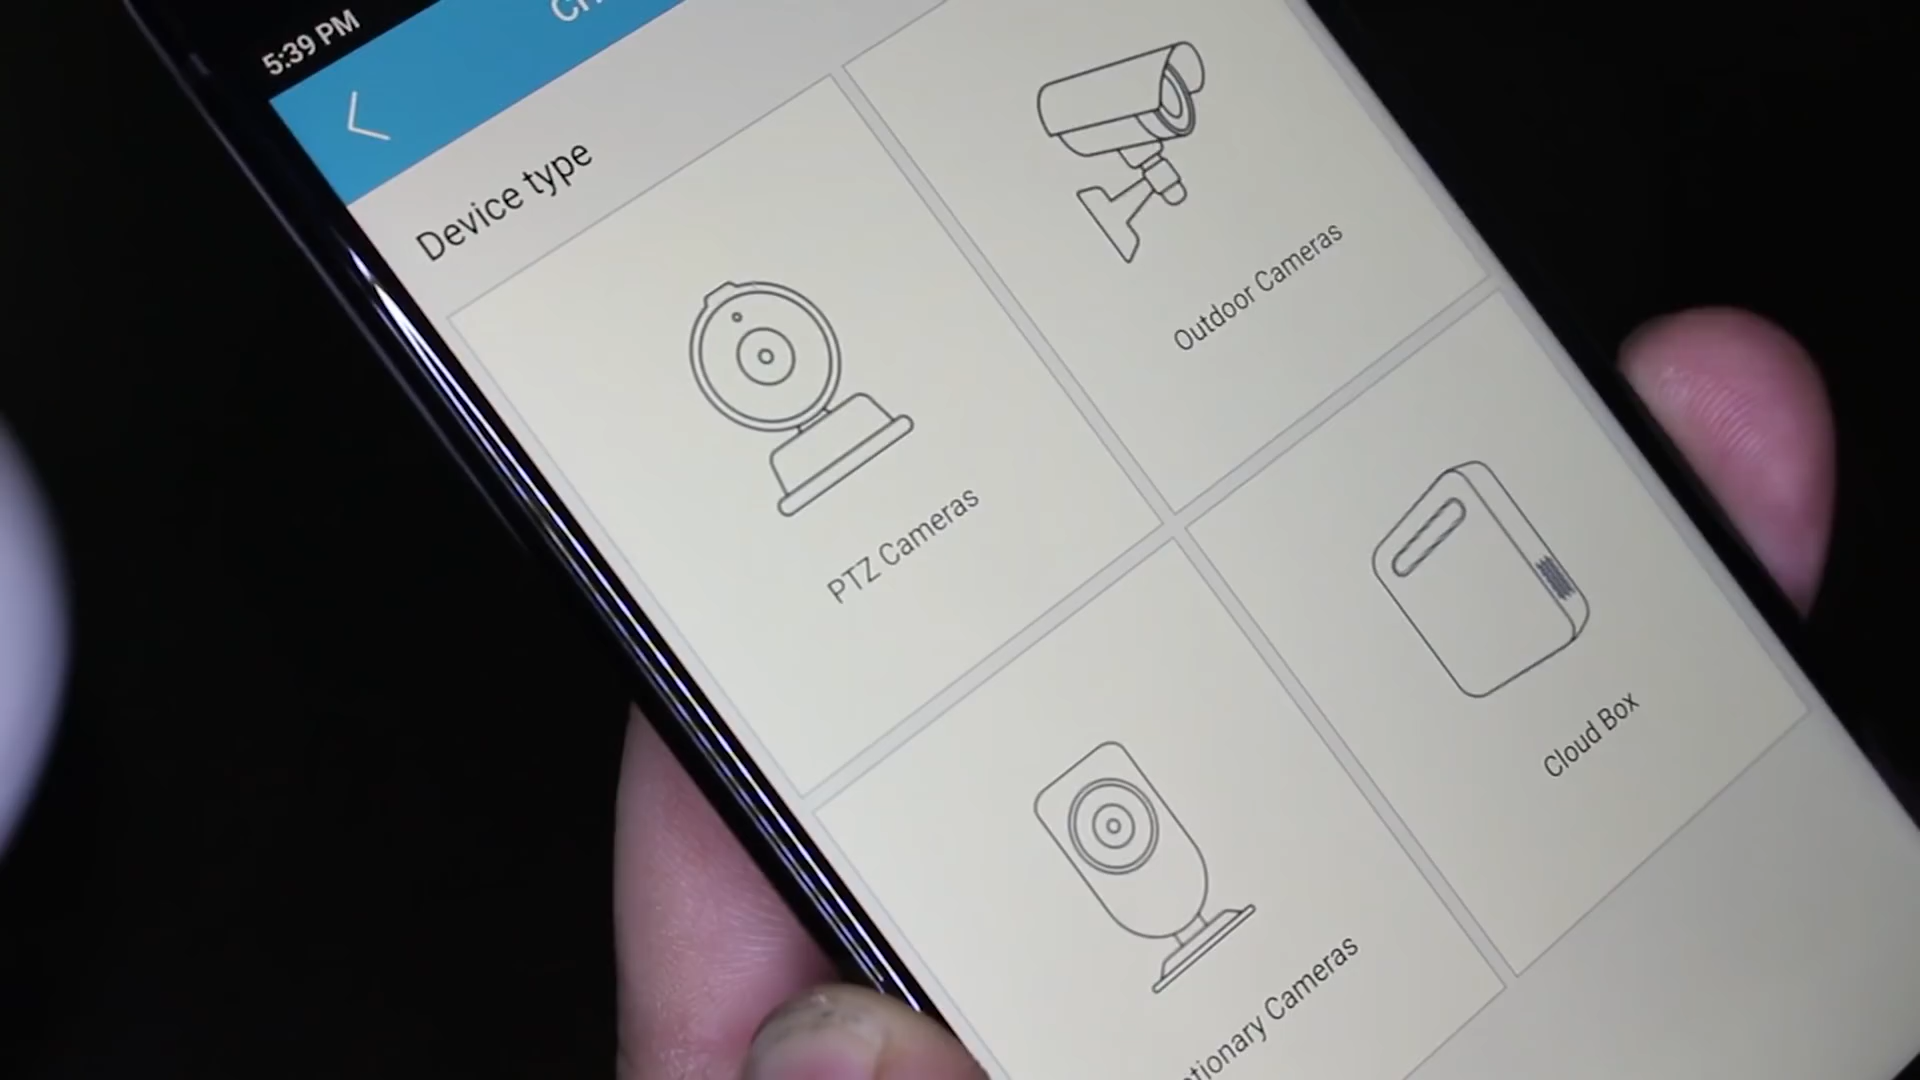 5:39 PM
Device type
PTZ Cameras
Outdoor Cameras
Cameras
Cloud Box